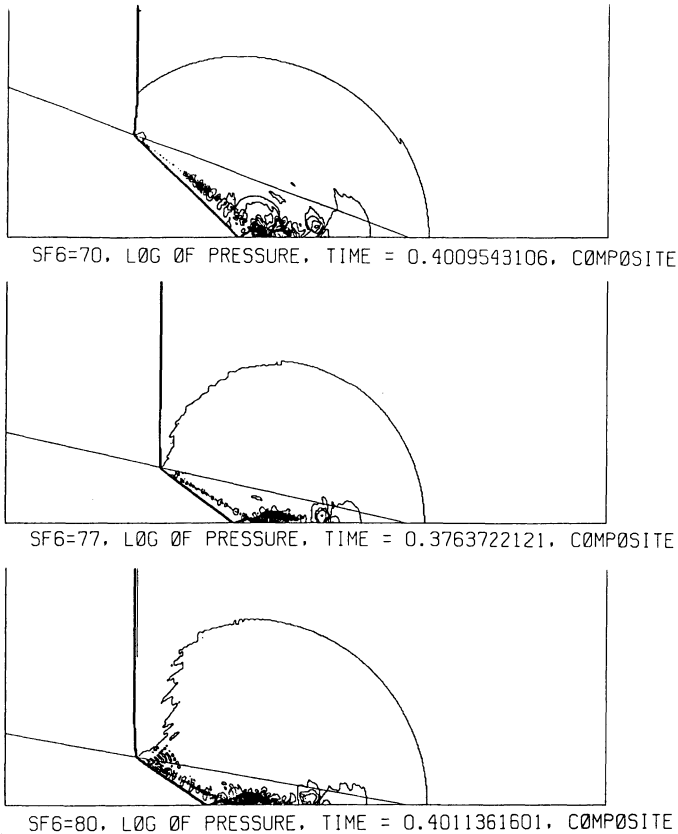 SF6=70, LØG ØF PRESSURE, TIME = 0.4009543106, CØMPØSITE
SF6=77, LØG ØF PRESSURE, TIME = 0.3763722121, CØMPØSITE
SF6=80, LØG ØF PRESSURE, TIME = 0.4011361601, CØMPØSITE